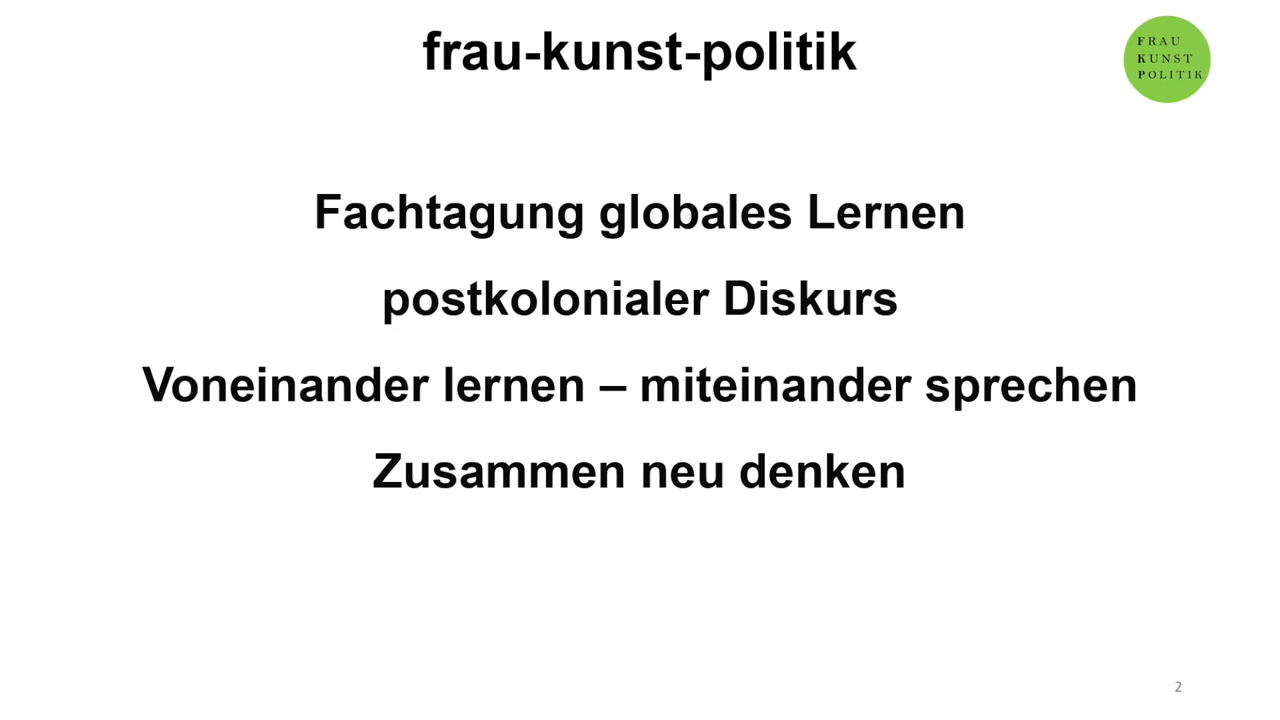 frau-kunst-politik
FRAU
KUNST
POLITIK
Fachtagung globales Lernen
postkolonialer Diskurs
Voneinander lernen – miteinander sprechen
Zusammen neu denken
2